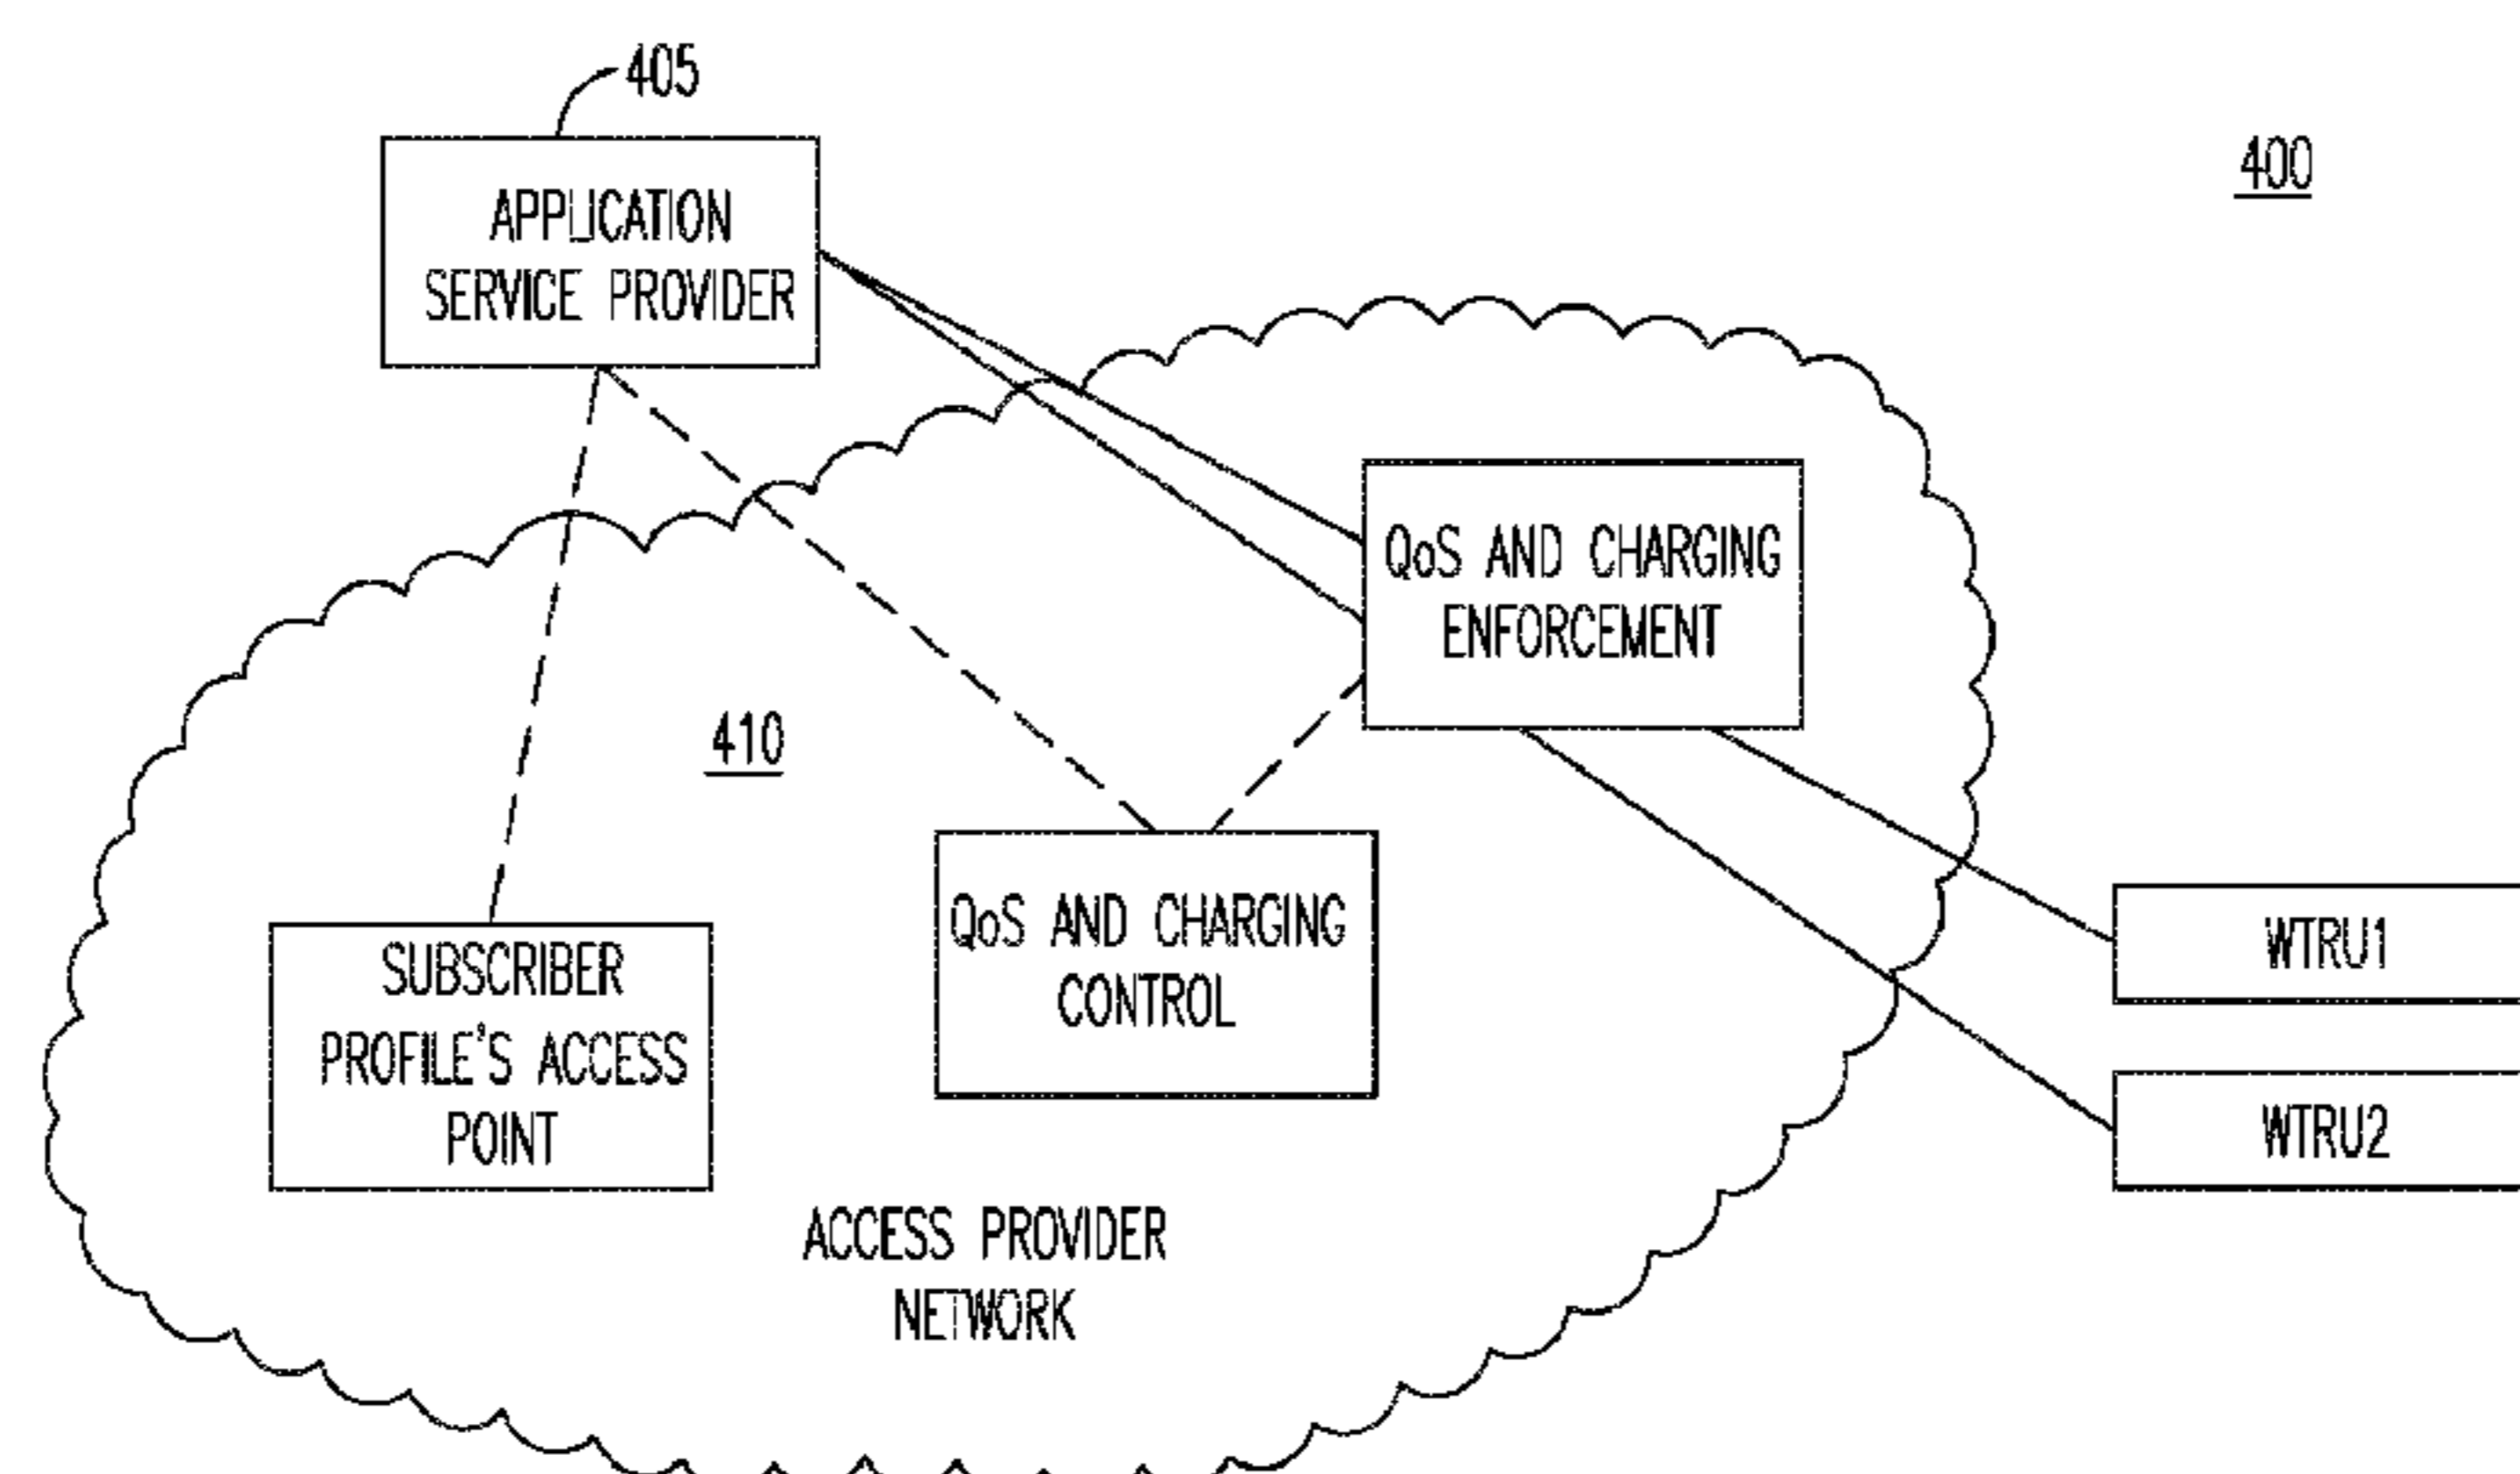 405
400
APPLICATION
SERVICE PROVIDER
QoS AND CHARGING
ENFORCEMENT
410
QoS AND CHARGING
CONTROL
SUBSCRIBER
PROFILE'S ACCESS
POINT
WTRU1
WTRU2
ACCESS PROVIDER
NETWORK